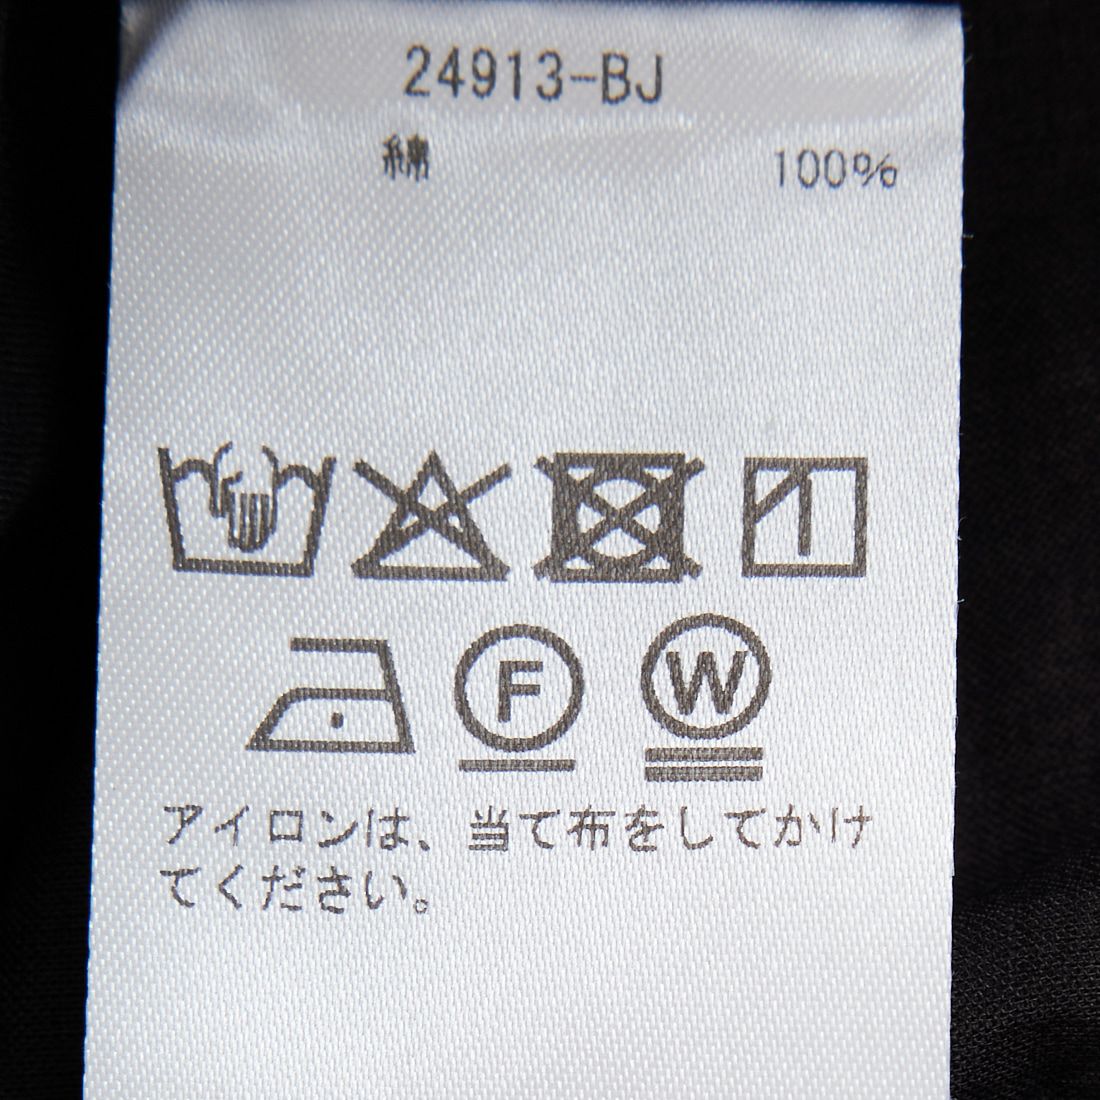 24913-BJ
綿 100%
F W
アイロンは、当て布をしてかけ
てください。